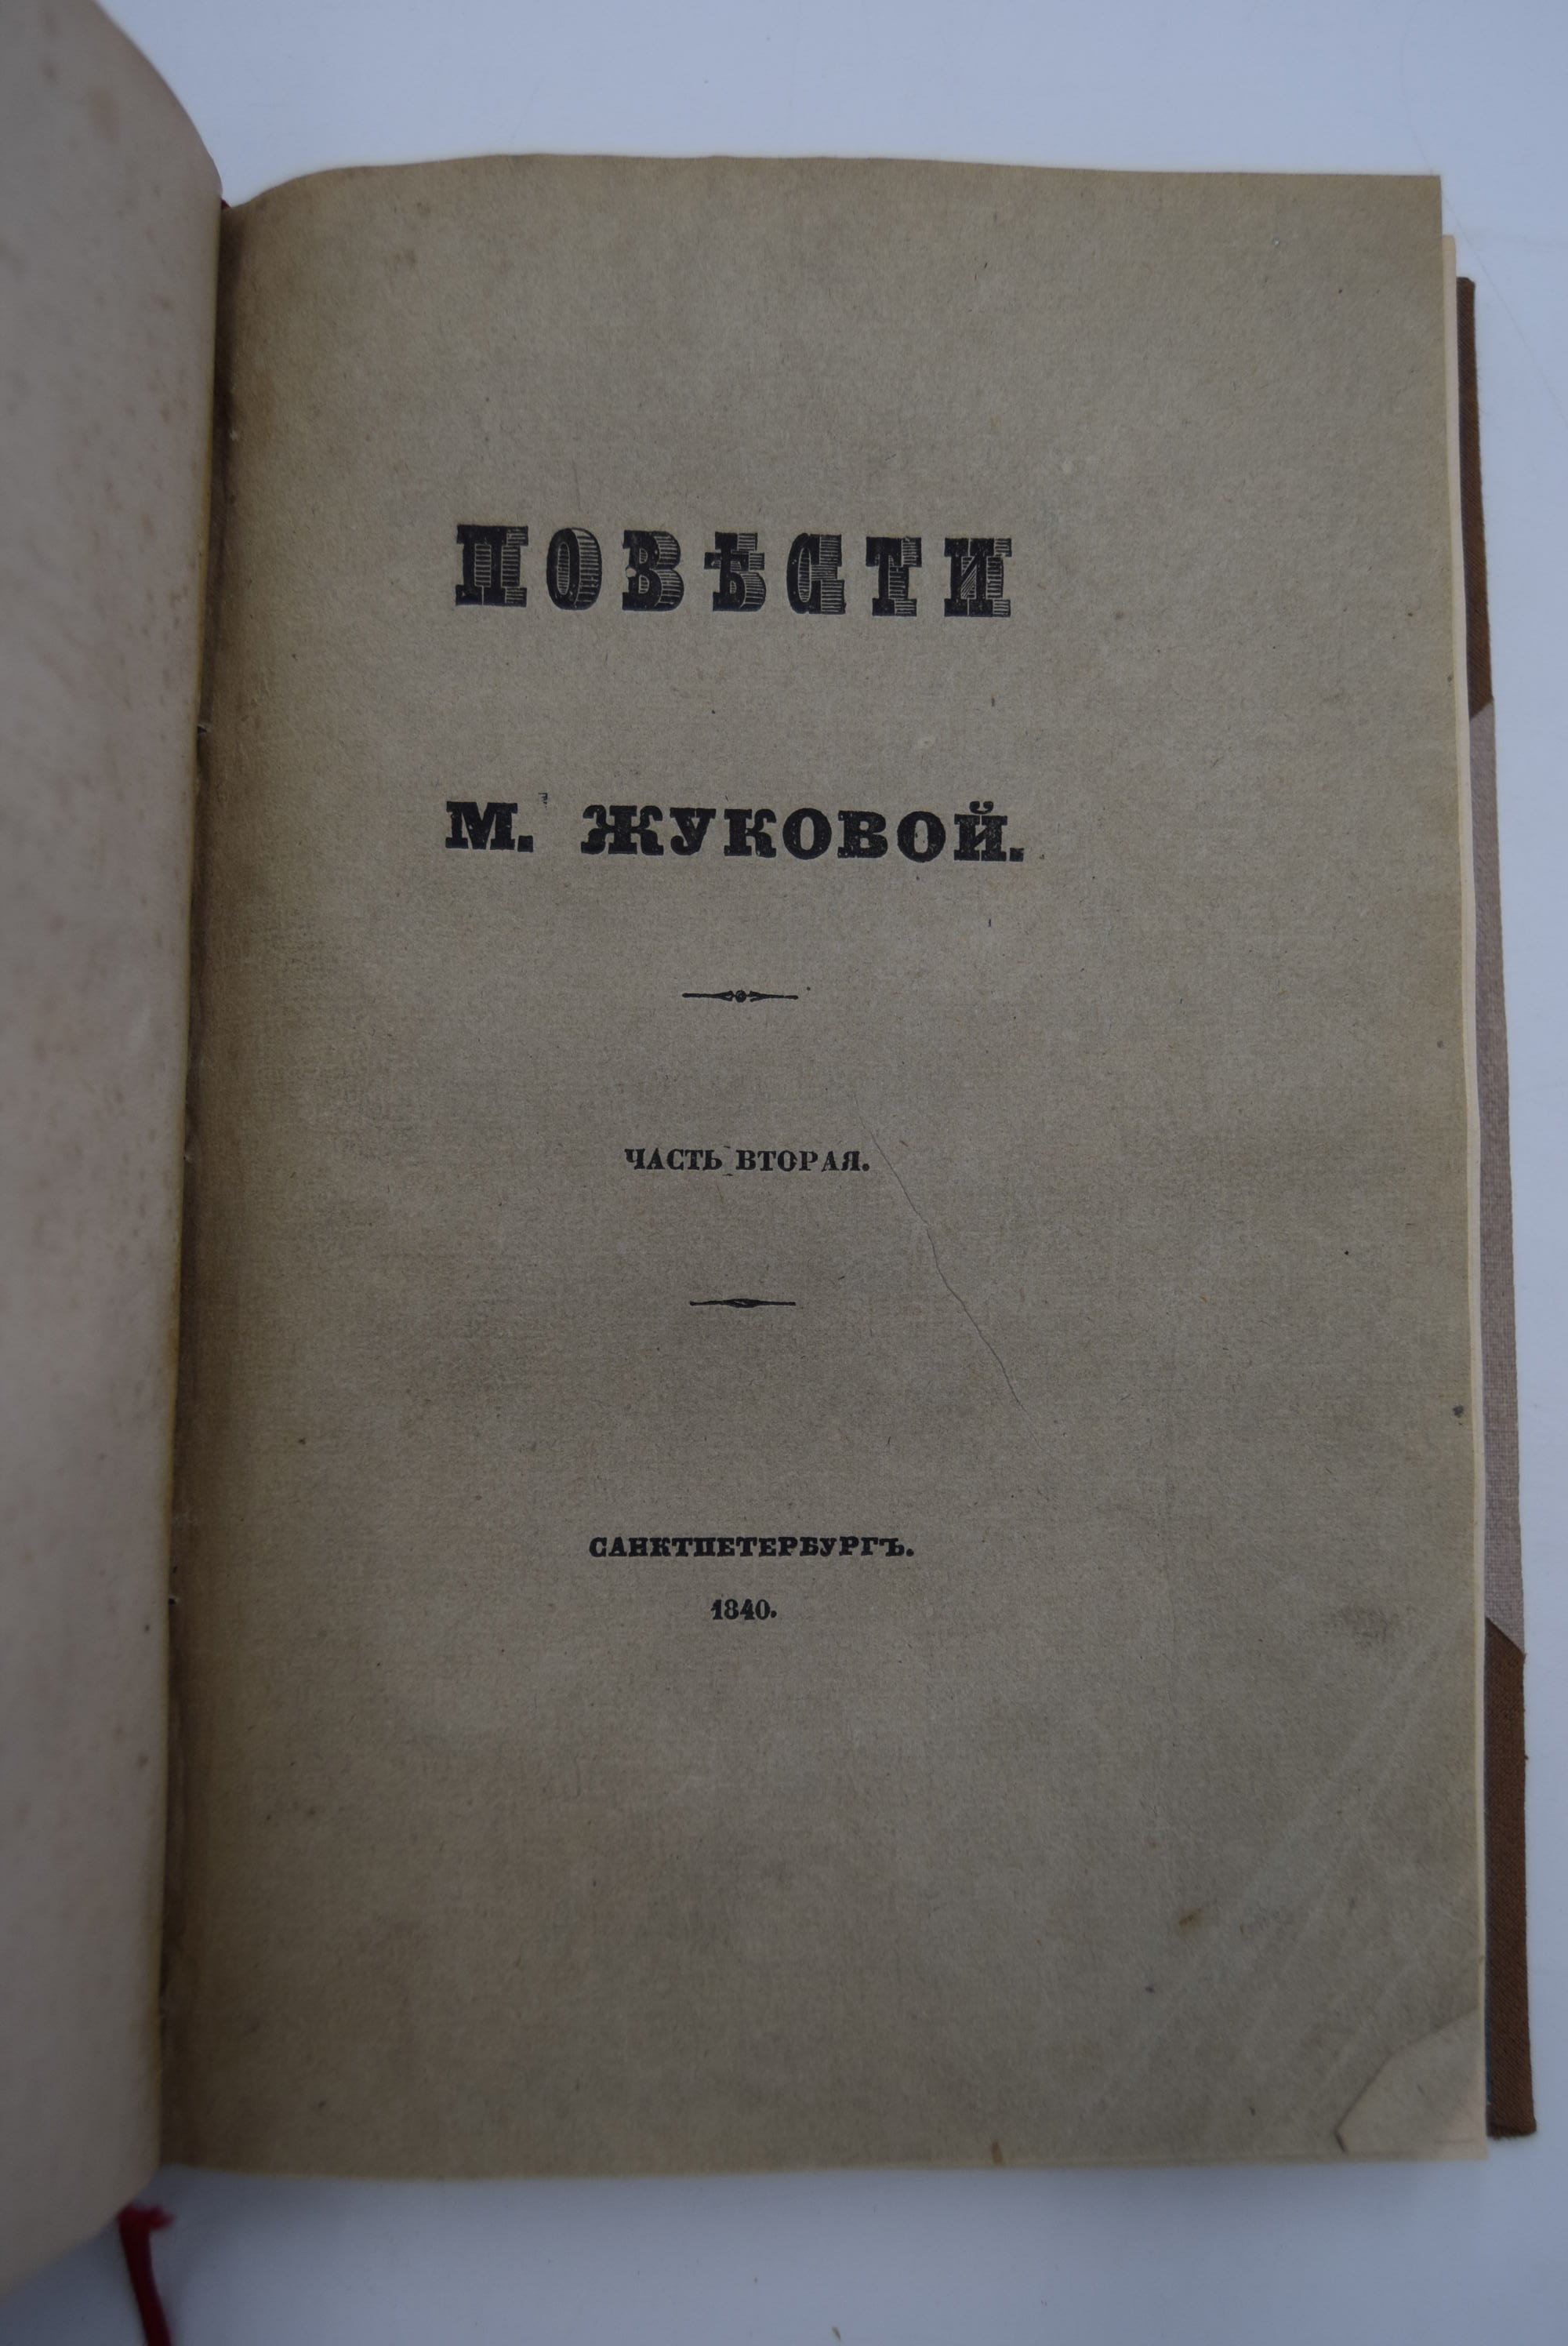 ПОВѢСТИ
М. ЖУКОВОЙ.
ЧАСТЬ ВТОРАЯ.
САНКТПЕТЕРБУРГЪ.
1840.